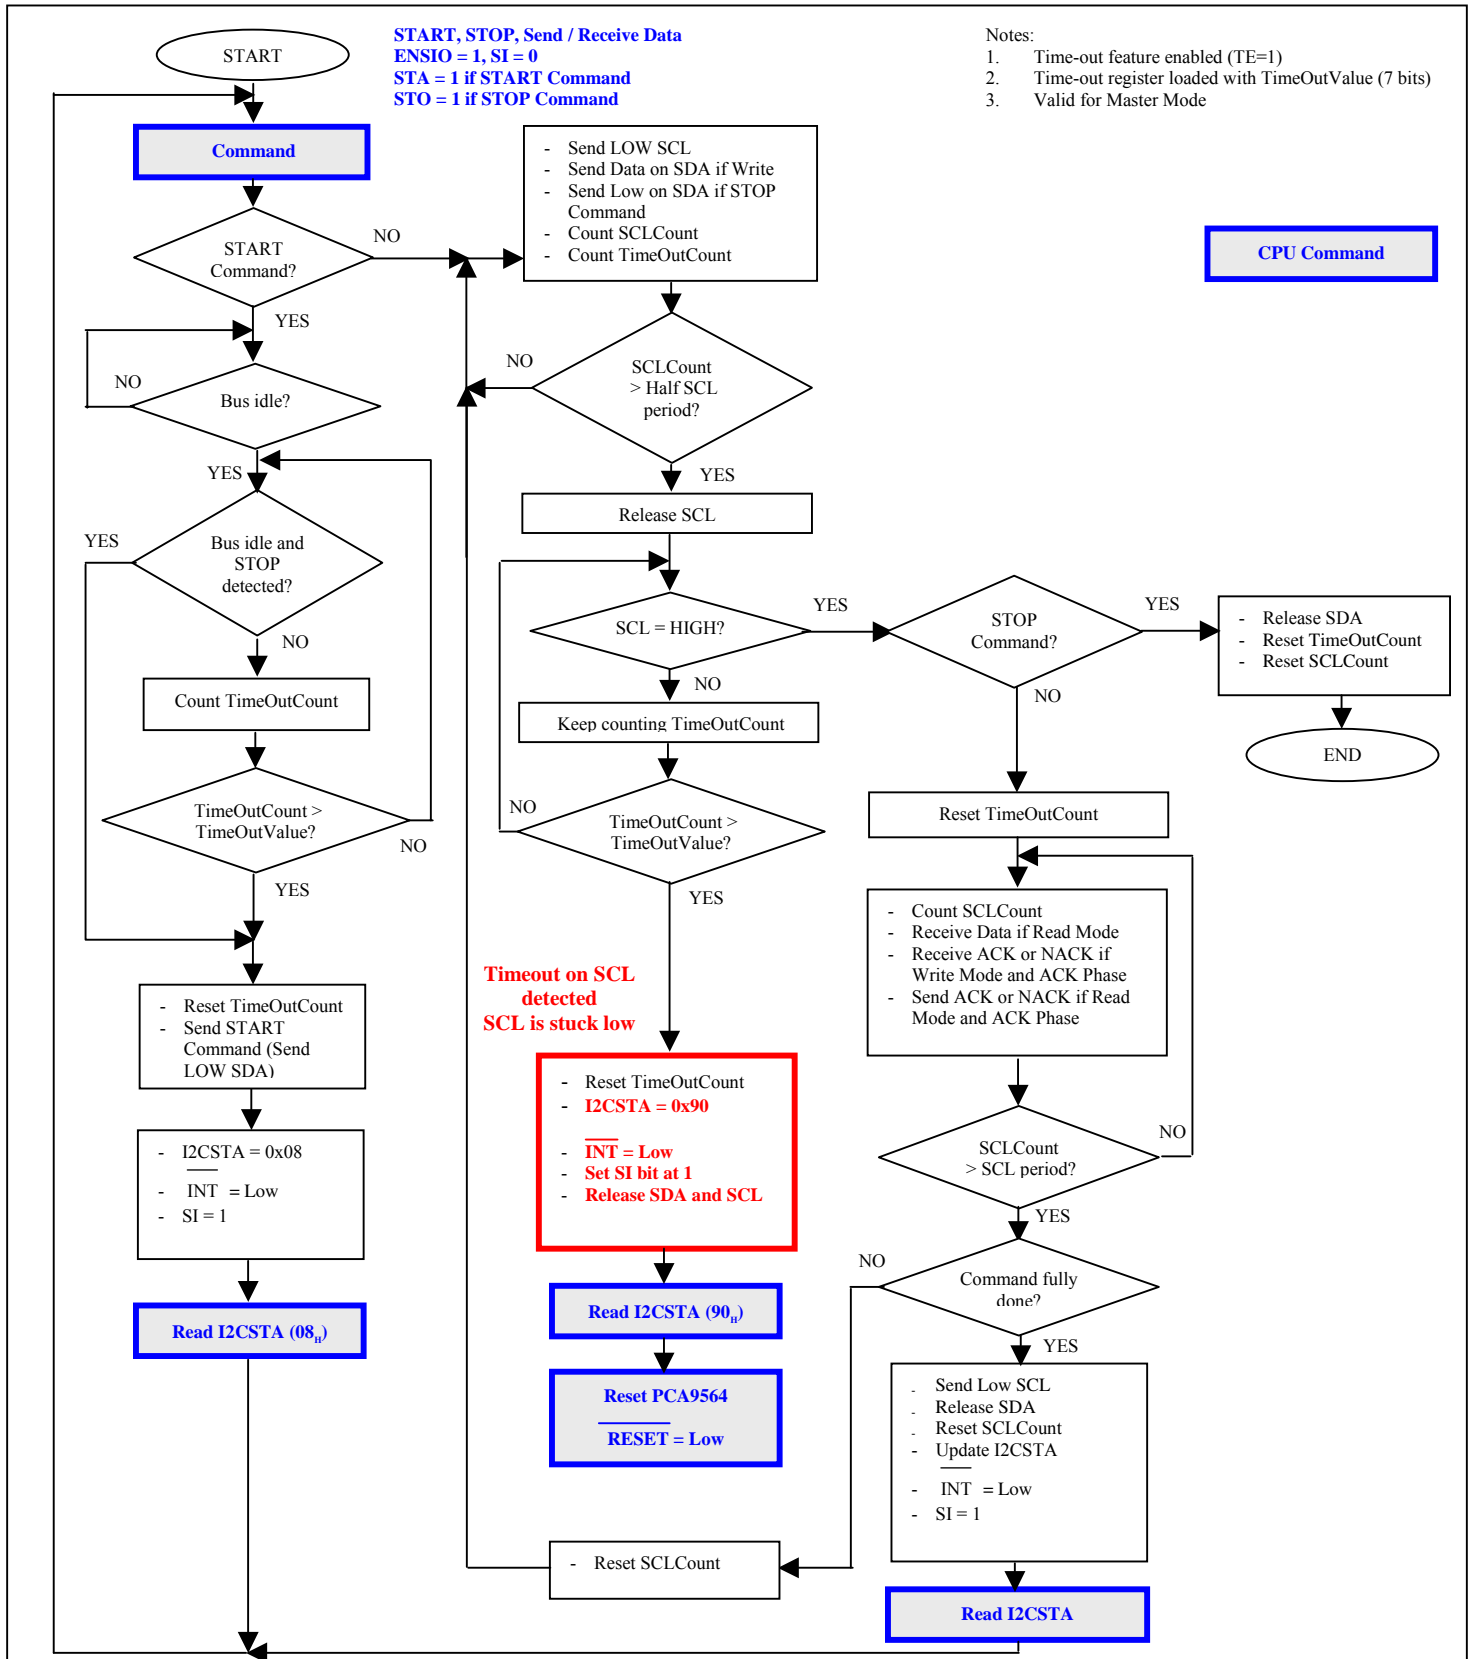 START
START, STOP, Send / Receive Data
ENSIO = 1, SI = 0
STA = 1 if START Command
STO = 1 if STOP Command
Notes:
1. Time-out feature enabled (TE=1)
2. Time-out register loaded with TimeOutValue (7 bits)
3. Valid for Master Mode
Command
START
Command?
NO
YES
NO
Bus idle?
YES
YES
Bus idle and
STOP
detected?
NO
Count TimeOutCount
TimeOutCount >
TimeOutValue?
NO
YES
- Reset TimeOutCount
- Send START
Command (Send
LOW SDA)
- I2CSTA = 0x08
- INT = Low
- SI = 1
Read I2CSTA (08H)
- Send LOW SCL
- Send Data on SDA if Write
- Send Low on SDA if STOP
Command
- Count SCLCount
- Count TimeOutCount
CPU Command
NO
SCLCount
> Half SCL
period?
YES
Release SCL
SCL = HIGH?
YES
NO
Keep counting TimeOutCount
NO
TimeOutCount >
TimeOutValue?
YES
Timeout on SCL
detected
SCL is stuck low
- Reset TimeOutCount
- I2CSTA = 0x90
- INT = Low
- Set SI bit at 1
- Release SDA and SCL
Read I2CSTA (90H)
Reset PCA9564
RESET = Low
- Reset SCLCount
STOP
Command?
YES
NO
- Release SDA
- Reset TimeOutCount
- Reset SCLCount
END
Reset TimeOutCount
- Count SCLCount
- Receive Data if Read Mode
- Receive ACK or NACK if
Write Mode and ACK Phase
- Send ACK or NACK if Read
Mode and ACK Phase
SCLCount
> SCL period?
NO
YES
NO
Command fully
done?
YES
- Send Low SCL
- Release SDA
- Reset SCLCount
- Update I2CSTA
- INT = Low
- SI = 1
Read I2CSTA